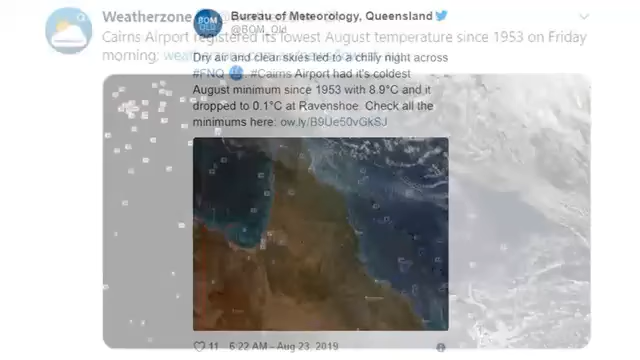 Weatherzone
Cairns Airport registered its lowest August temperature since 1953 on Friday
morning:
BOM
QLD
Bureau of Meteorology, Queensland
@BOM_Qld
Dry air and clear skies led to a chilly night across
#FNQ #Cairns Airport had it's coldest
August minimum since 1953 with 8.9°C and it
dropped to 0.1°C at Ravenshoe. Check all the
minimums here: ow.ly/B9Ue50vGkSJ
11 6:22 AM - Aug 23, 2019